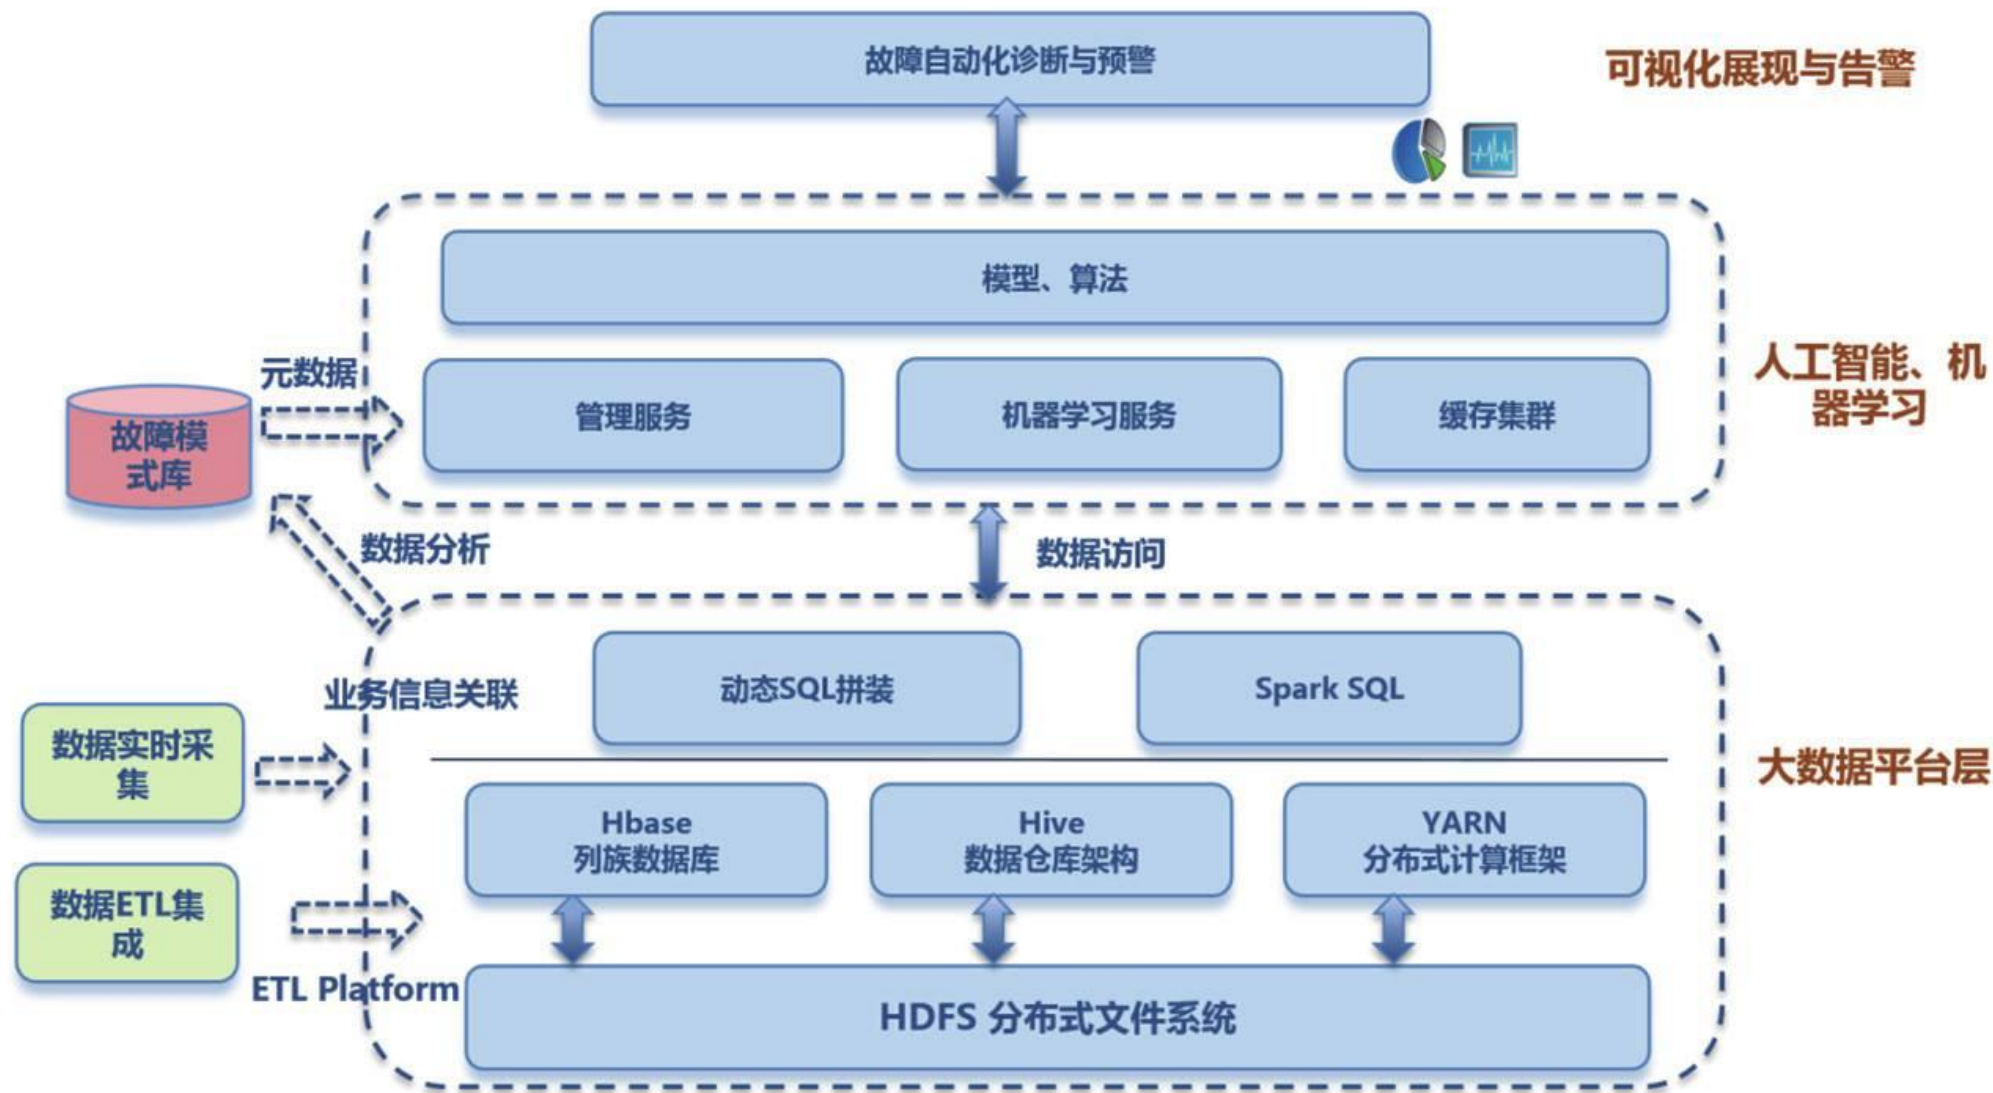 故障自动化诊断与预警
可视化展现与告警
模型、算法
元数据
人工智能、机
器学习
故障模
式库
管理服务
机器学习服务
缓存集群
数据分析
数据访问
业务信息关联
动态SQL拼装
Spark SQL
数据实时采
集
大数据平台层
Hbase
列族数据库
Hive
数据仓库架构
YARN
分布式计算框架
数据ETL集
成
ETL Platform
HDFS 分布式文件系统